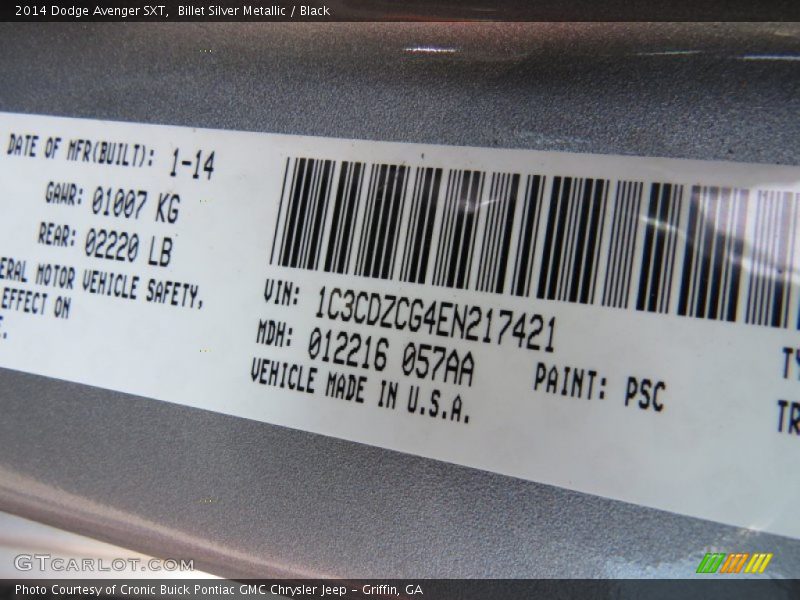 2014 Dodge Avenger SXT, Billet Silver Metallic / Black
DATE OF MFR(BUILT): 1-14
GAWR: 01007 KG
REAR: 02220 LB
ERAL MOTOR VEHICLE SAFETY,
EFFECT ON
VIN: 1C3CDZCG4EN217421
MDH: 012216 057AA
PAINT: PSC
VEHICLE MADE IN U.S.A.
TY
TR
GTCARLOT.COM
Photo Courtesy of Cronic Buick Pontiac GMC Chrysler Jeep – Griffin, GA